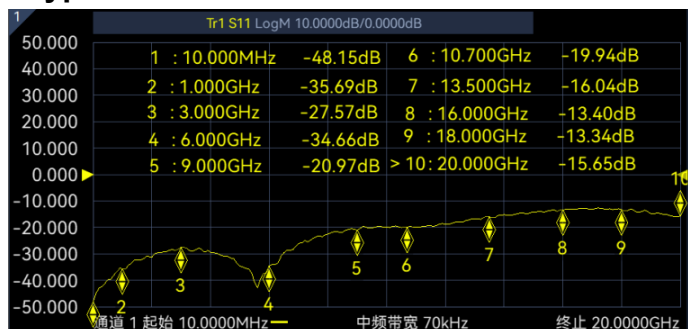 1
Tr1 S11 LogM 10.0000dB/0.0000dB
50.000
40.000
30.000
20.000
10.000
0.000
-10.000
-20.000
-30.000
-40.000
-50.000
1 : 10.000MHz -48.15dB
2 : 1.000GHz -35.69dB
3 : 3.000GHz -27.57dB
4 : 6.000GHz -34.66dB
5 : 9.000GHz -20.97dB
6 : 10.700GHz -19.94dB
7 : 13.500GHz -16.04dB
8 : 16.000GHz -13.40dB
9 : 18.000GHz -13.34dB
> 10: 20.000GHz -15.65dB
2
3
4
5
6
7
8
9
10
通道 1 起始 10.0000MHz 中频带宽 70kHz 终止 20.0000GHz